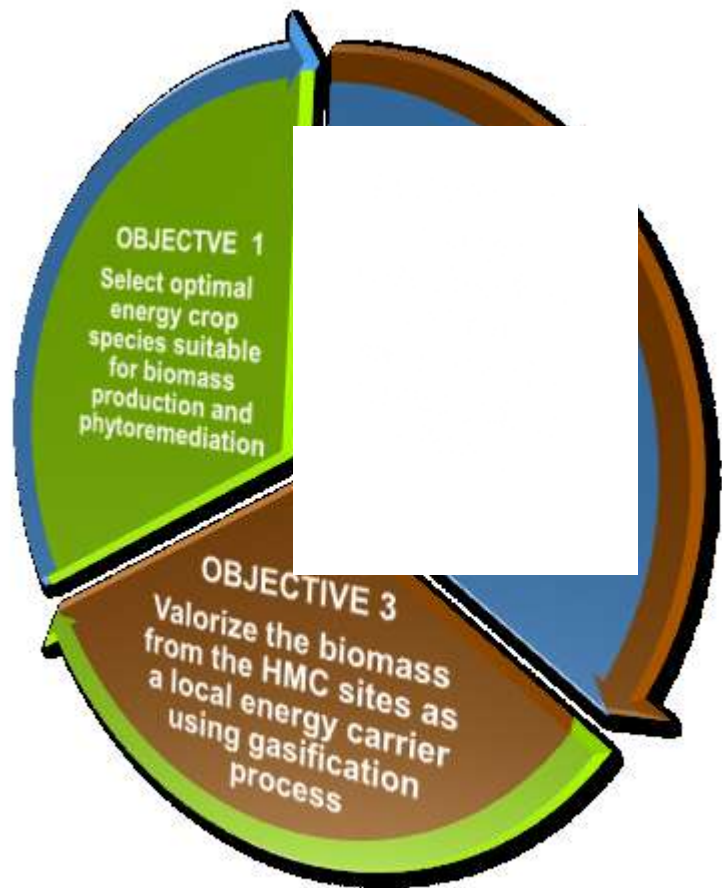 OBJECTVE 1
Select optimal
energy crop
species suitable
for biomass
production and
phytoremediation
OBJECTIVE 3
Valorize the biomass
from the HMC sites as
a local energy carrier
using gasification
process